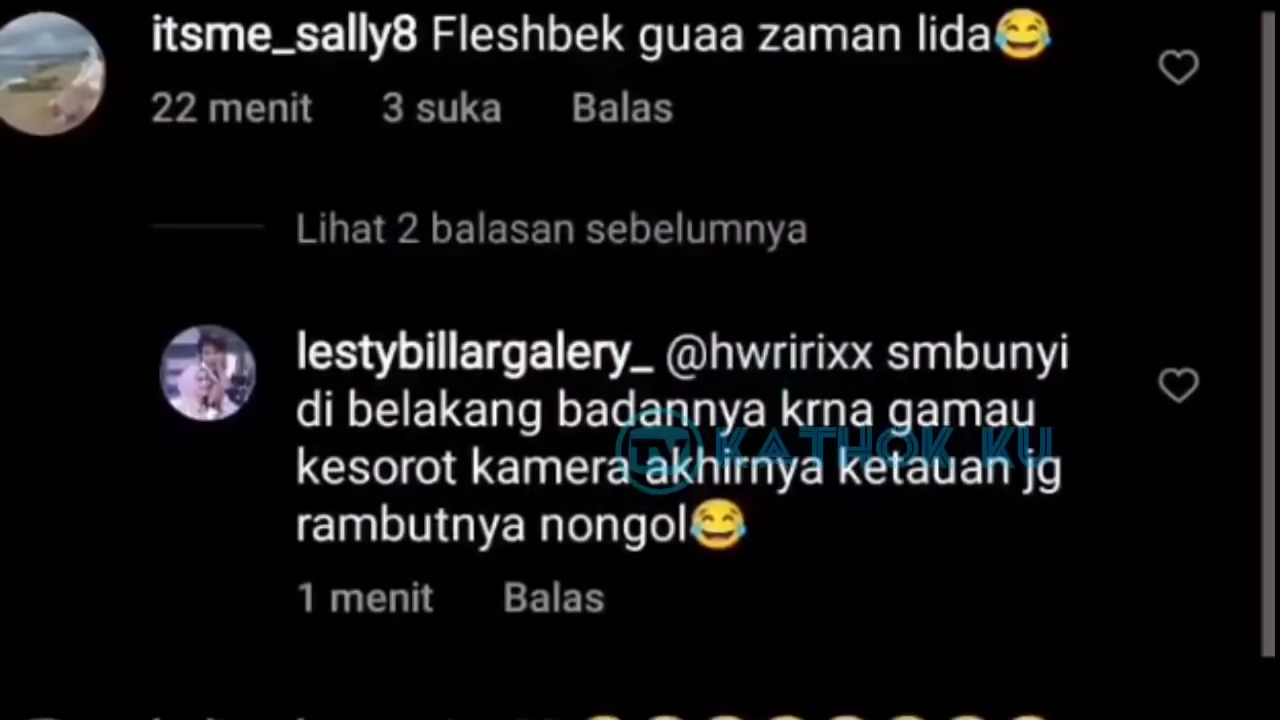 itsme_sally8 Fleshbek guaa zaman lida😂
22 menit 3 suka Balas
Lihat 2 balasan sebelumnya
lestybillargalery_ @hwririxx smbunyi
di belakang badannya krna gamau
kesorot kamera akhirnya ketauan jg
rambutnya nongol😂
1 menit Balas
TV KATHOK KU